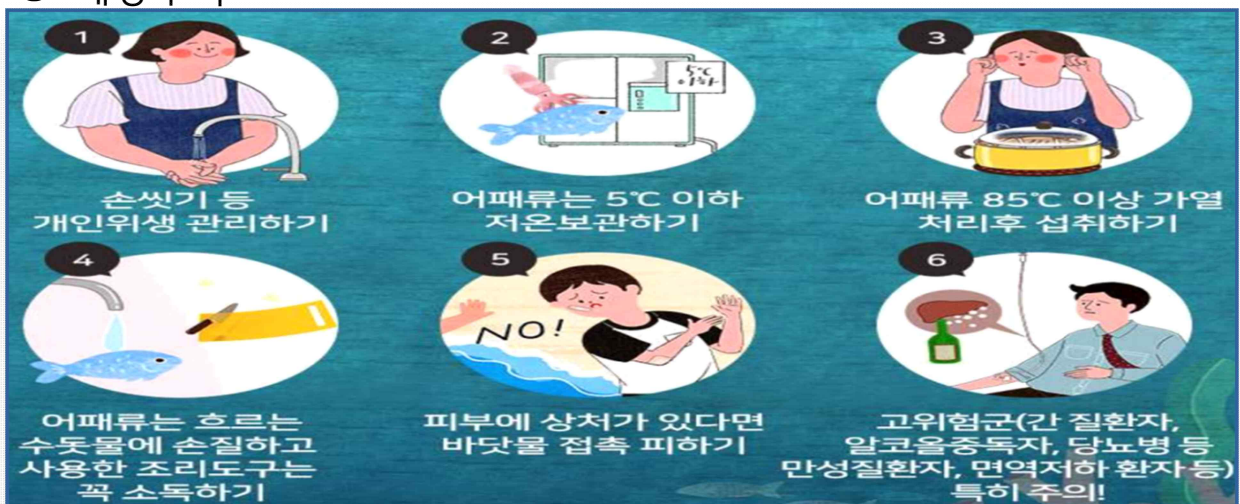 1
손씻기 등
개인위생 관리하기
2
5℃
이하
어패류는 5℃ 이하
저온보관하기
3
어패류 85℃ 이상 가열
처리후 섭취하기
4
어패류는 흐르는
수돗물에 손질하고
사용한 조리도구는
꼭 소독하기
5
NO!
피부에 상처가 있다면
바닷물 접촉 피하기
6
고위험군(간 질환자,
알코올중독자, 당뇨병 등
만성질환자, 면역저하 환자 등)
특히 주의!